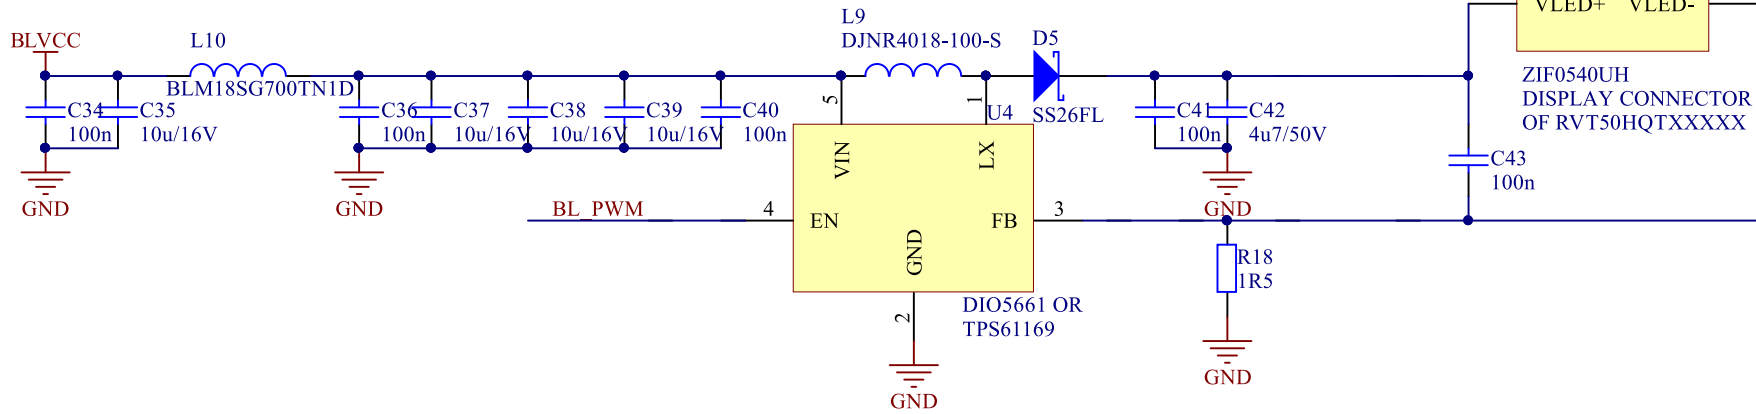 VLED+ VLED-
L9
DJNR4018-100-S
D5
BLVCC
L10
BLM18SG700TN1D
ZIF0540UH
DISPLAY CONNECTOR
OF RVT50HQTXXXXX
C34
100n
C35
10u/16V
C36
100n
C37
10u/16V
C38
10u/16V
C39
10u/16V
C40
100n
5
1
U4
SS26FL
C41
100n
C42
4u7/50V
VIN
LX
C43
100n
GND
GND
GND
BL_PWM
4
EN
FB
3
GND
R18
1R5
2
DIO5661 OR
TPS61169
GND
GND